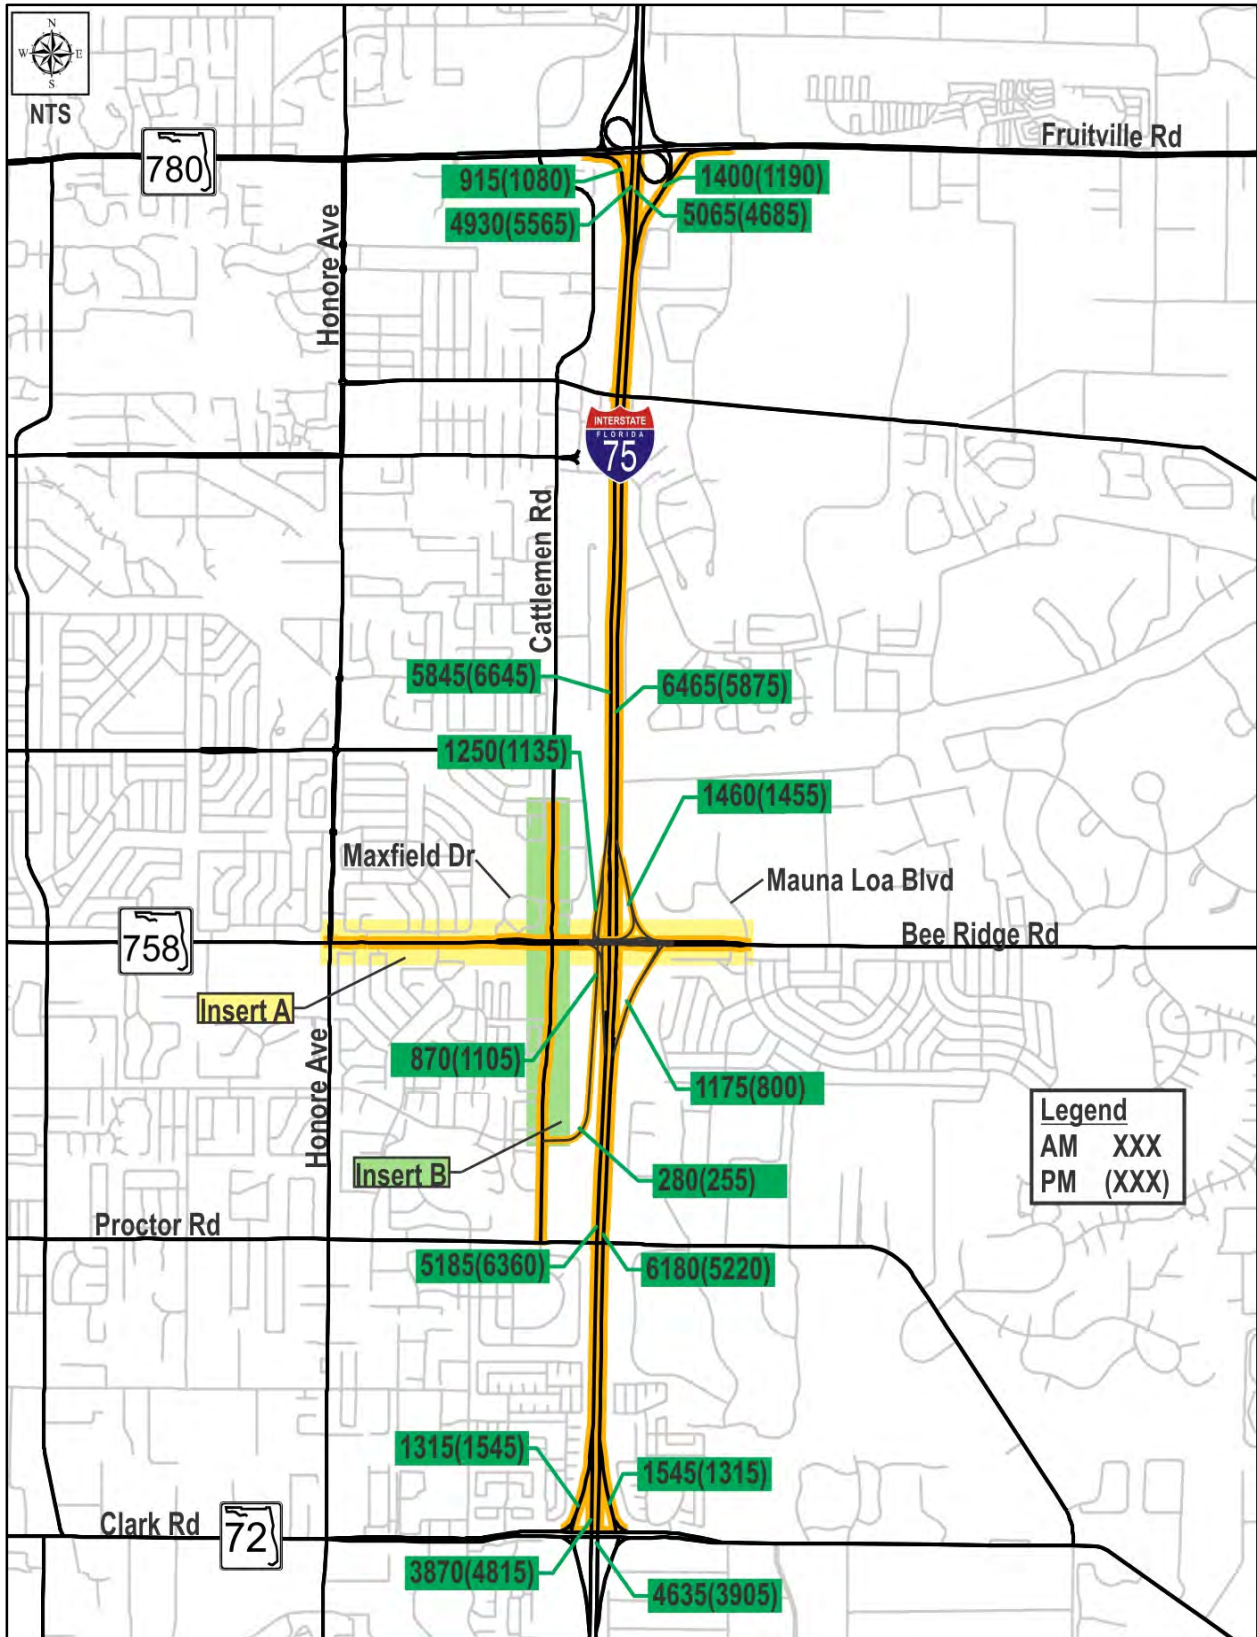 N
W E
S
NTS
780
Fruitville Rd
915(1080)
1400(1190)
4930(5565)
5065(4685)
Honore Ave
INTERSTATE
FLORIDA
75
Cattlemen Rd
5845(6645)
6465(5875)
1250(1135)
1460(1455)
Maxfield Dr
Mauna Loa Blvd
758
Bee Ridge Rd
Insert A
Honore Ave
870(1105)
1175(800)
Legend
AM XXX
PM (XXX)
Insert B
280(255)
Proctor Rd
5185(6360)
6180(5220)
1315(1545)
1545(1315)
Clark Rd
72
3870(4815)
4635(3905)